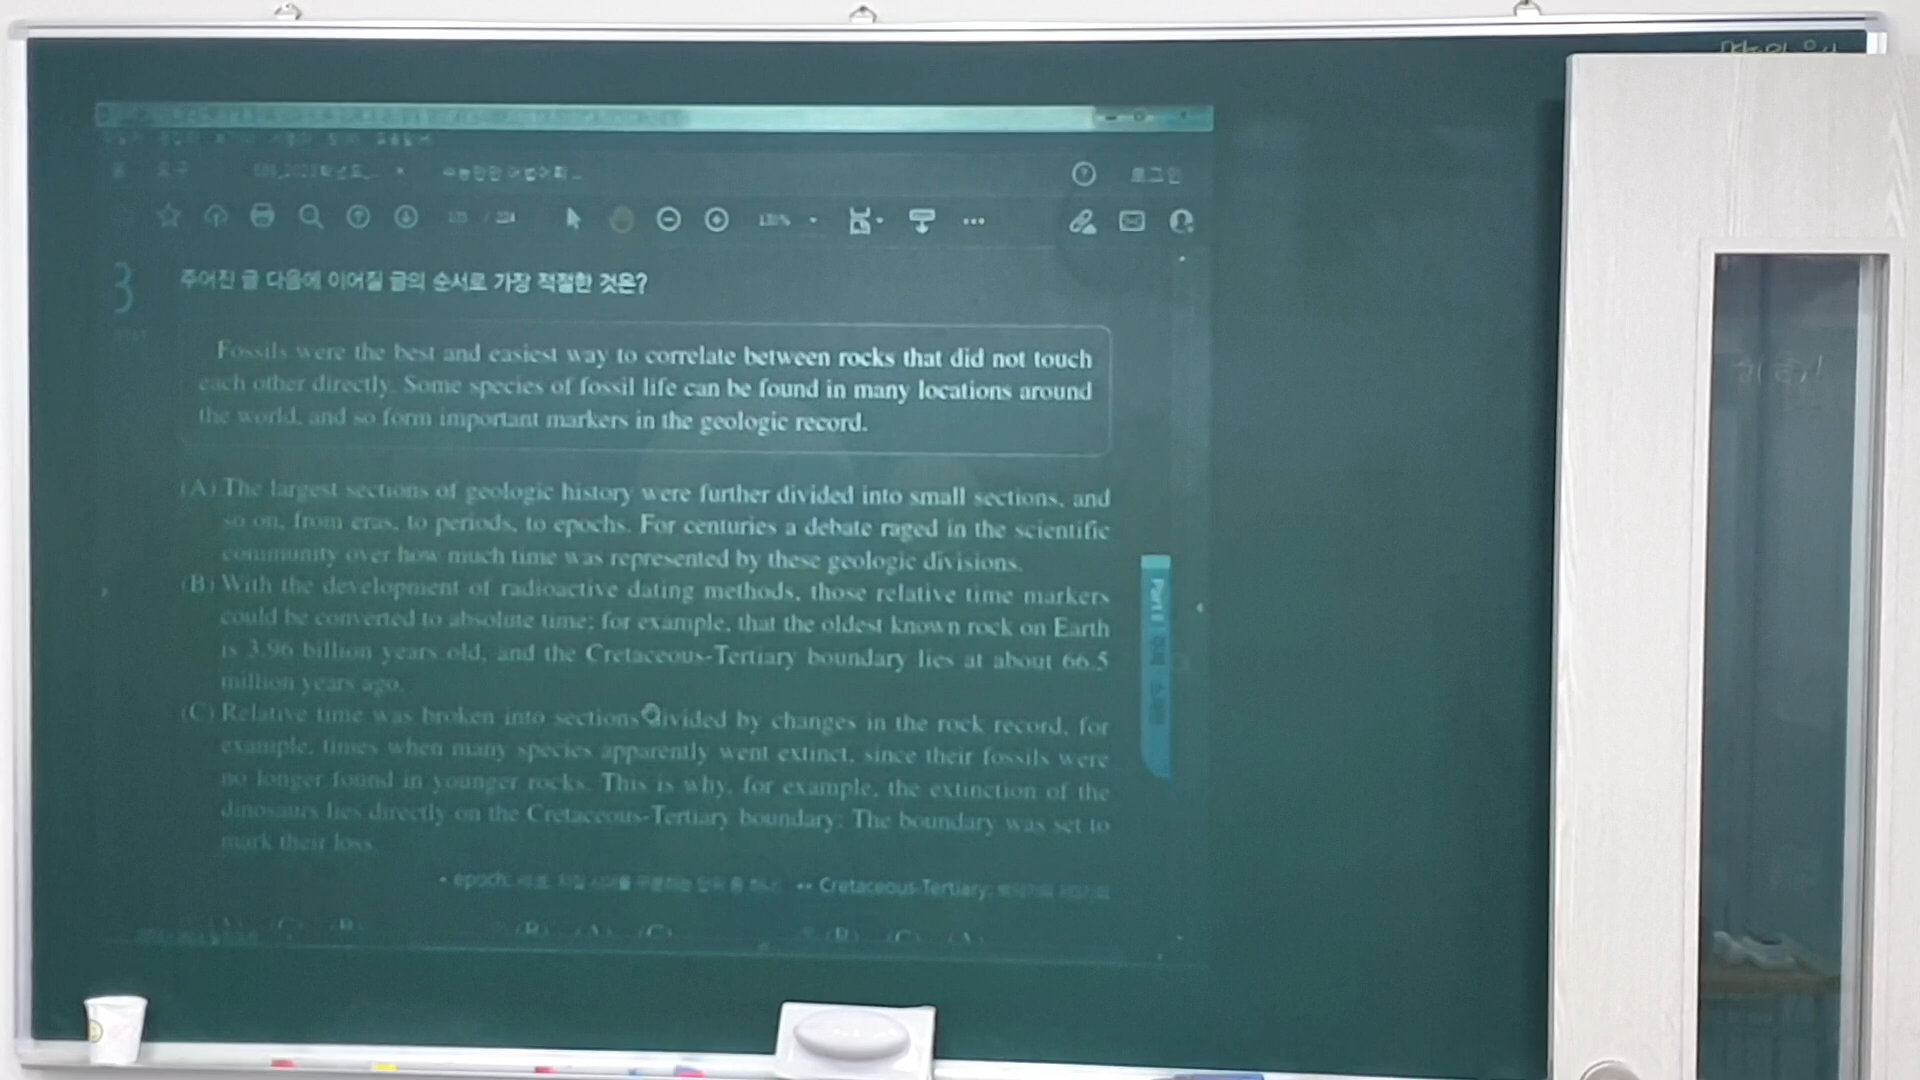 로그인
3 주어진 글 다음에 이어질 글의 순서로 가장 적절한 것은?
Fossils were the best and easiest way to correlate between rocks that did not touch
each other directly. Some species of fossil life can be found in many locations around
the world, and so form important markers in the geologic record.
(A) The largest sections of geologic history were further divided into small sections, and
so on, from eras, to periods, to epochs. For centuries a debate raged in the scientific
community over how much time was represented by these geologic divisions.
(B) With the development of radioactive dating methods, those relative time markers
could be converted to absolute time; for example, that the oldest known rock on Earth
is 3.96 billion years old, and the Cretaceous-Tertiary boundary lies at about 66.5
million years ago.
(C) Relative time was broken into sections divided by changes in the rock record, for
example, times when many species apparently went extinct, since their fossils were
no longer found in younger rocks. This is why, for example, the extinction of the
dinosaurs lies directly on the Cretaceous-Tertiary boundary: The boundary was set to
mark their loss.
* epoch: ** Cretaceous-Tertiary:
(A) (C) (B) (B) (A) (C) (B) (C) (A)
Part I